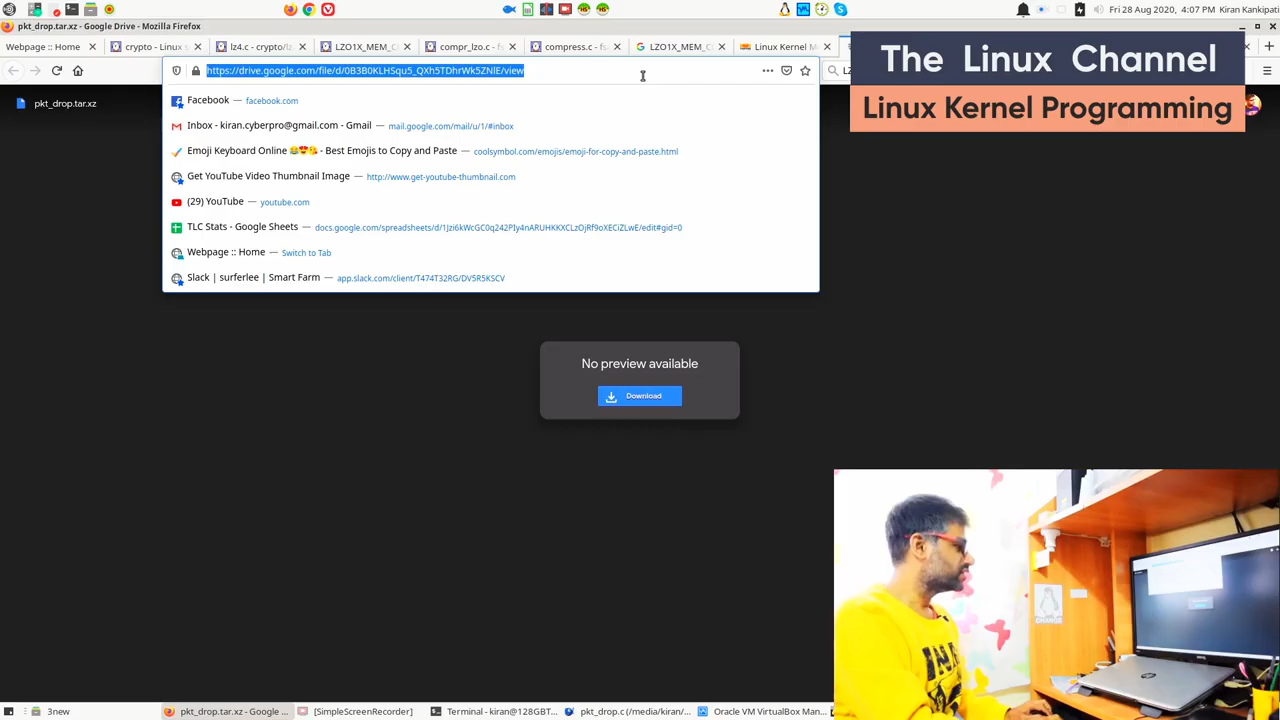 Fri 28 Aug 2020, 4:07 PM Kiran Kankipati
pkt_drop.tar.xz - Google Drive - Mozilla Firefox
Webpage :: Home
crypto - Linux s
lz4.c - crypto/lz
LZO1X_MEM_C
compr_lzo.c - fs
compress.c - fs
LZO1X_MEM_C
Linux Kernel M
The Linux Channel
Linux Kernel Programming
https://drive.google.com/file/d/0B3B0KLHSqu5_QXh5TDhrWk5ZNlE/view
pkt_drop.tar.xz
Facebook — facebook.com
Inbox - kiran.cyberpro@gmail.com - Gmail — mail.google.com/mail/u/1/#inbox
Emoji Keyboard Online 😂😍😘 - Best Emojis to Copy and Paste — coolsymbol.com/emojis/emoji-for-copy-and-paste.html
Get YouTube Video Thumbnail Image — http://www.get-youtube-thumbnail.com
(29) YouTube — youtube.com
TLC Stats - Google Sheets — docs.google.com/spreadsheets/d/1Jzi6kWcGC0q242PIy4nARUHKKXCLzOjRf9oXECiZLwE/edit#gid=0
Webpage :: Home — Switch to Tab
Slack | surferlee | Smart Farm — app.slack.com/client/T474T32RG/DV5R5KSCV
No preview available
Download
3new
pkt_drop.tar.xz - Google ...
[SimpleScreenRecorder]
Terminal - kiran@128GBT...
pkt_drop.c (/media/kiran/...
Oracle VM VirtualBox Man...